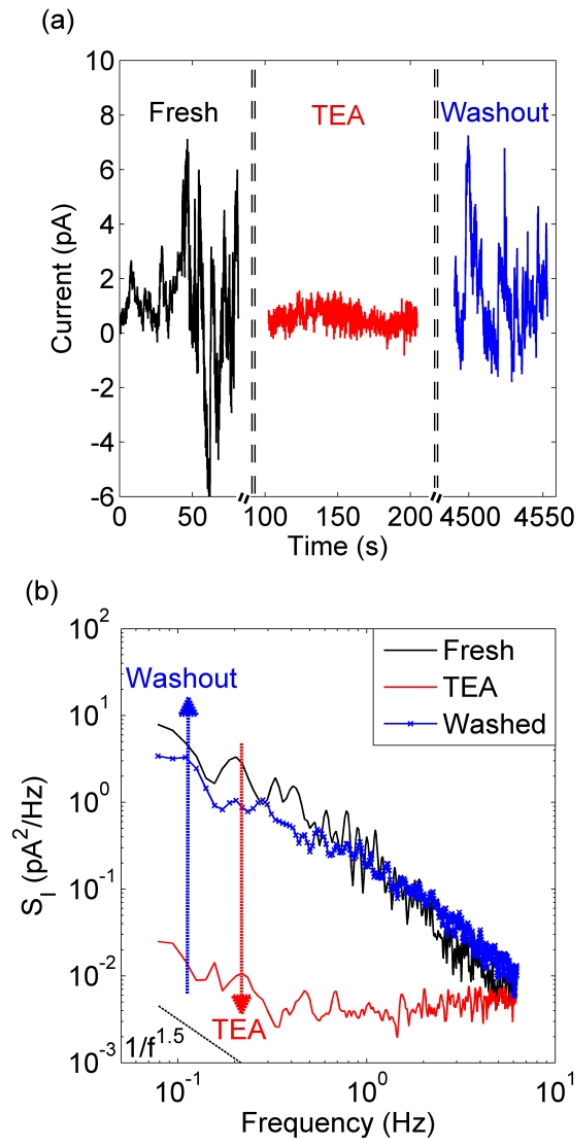 (a)
Current (pA)
10
8
6
4
2
0
-2
-4
-6
Fresh
TEA
Washout
0
50
100
150
200
4500
4550
Time (s)
(b)
S_I (pA^2/Hz)
10^2
10^1
10^0
10^-1
10^-2
10^-3
Washout
TEA
1/f^1.5
Fresh
TEA
Washed
10^-1
10^0
10^1
Frequency (Hz)